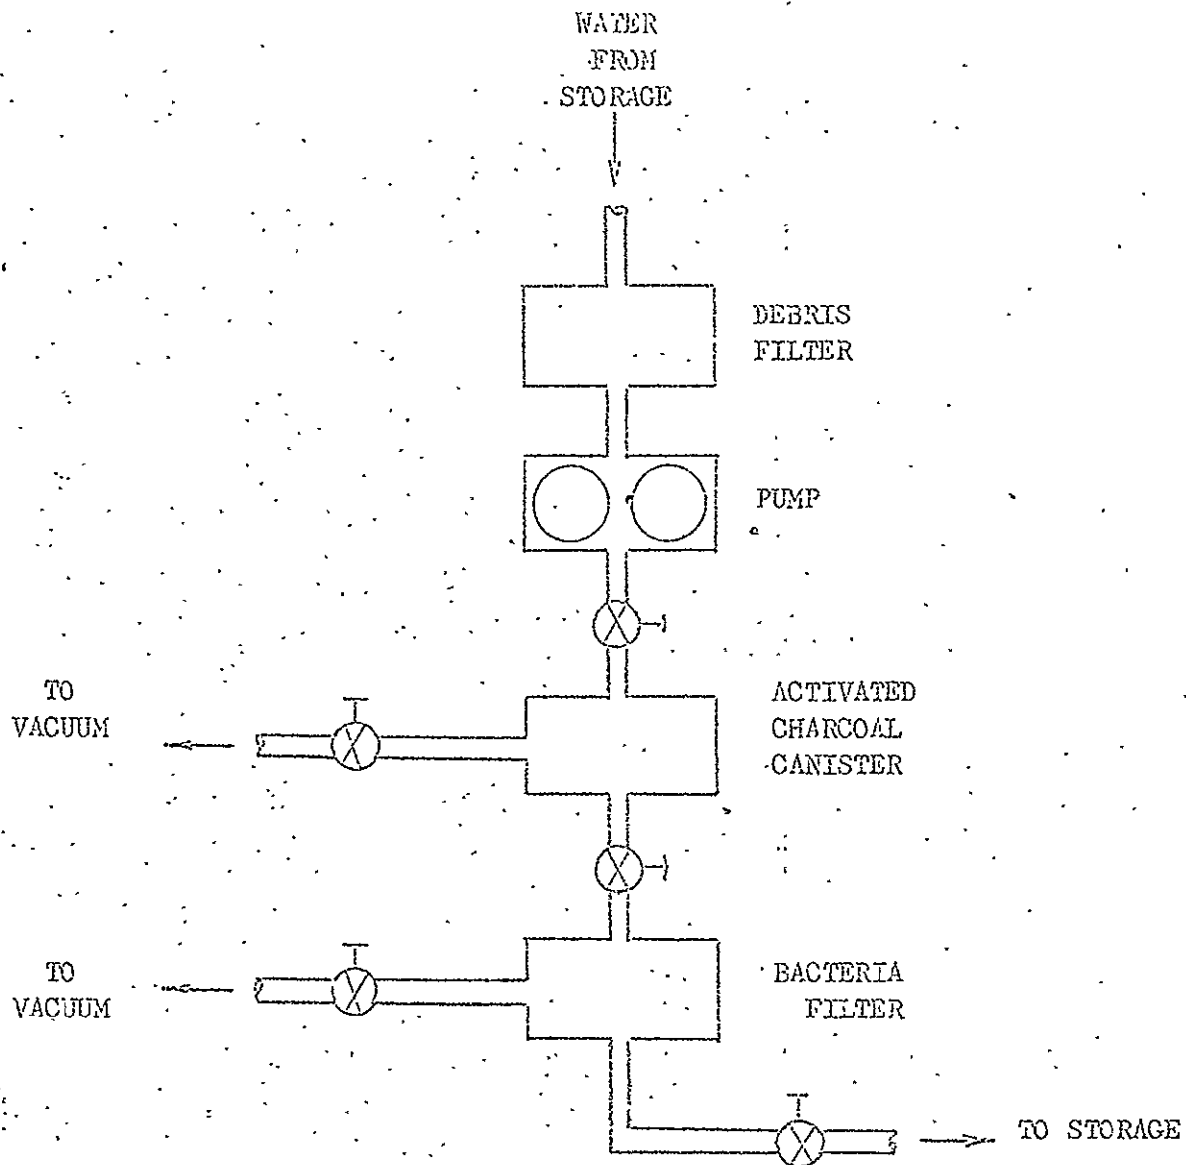 WATER
FROM
STORAGE
DEBRIS
FILTER
PUMP
TO
VACUUM
ACTIVATED
CHARCOAL
CANISTER
TO
VACUUM
BACTERIA
FILTER
TO STORAGE